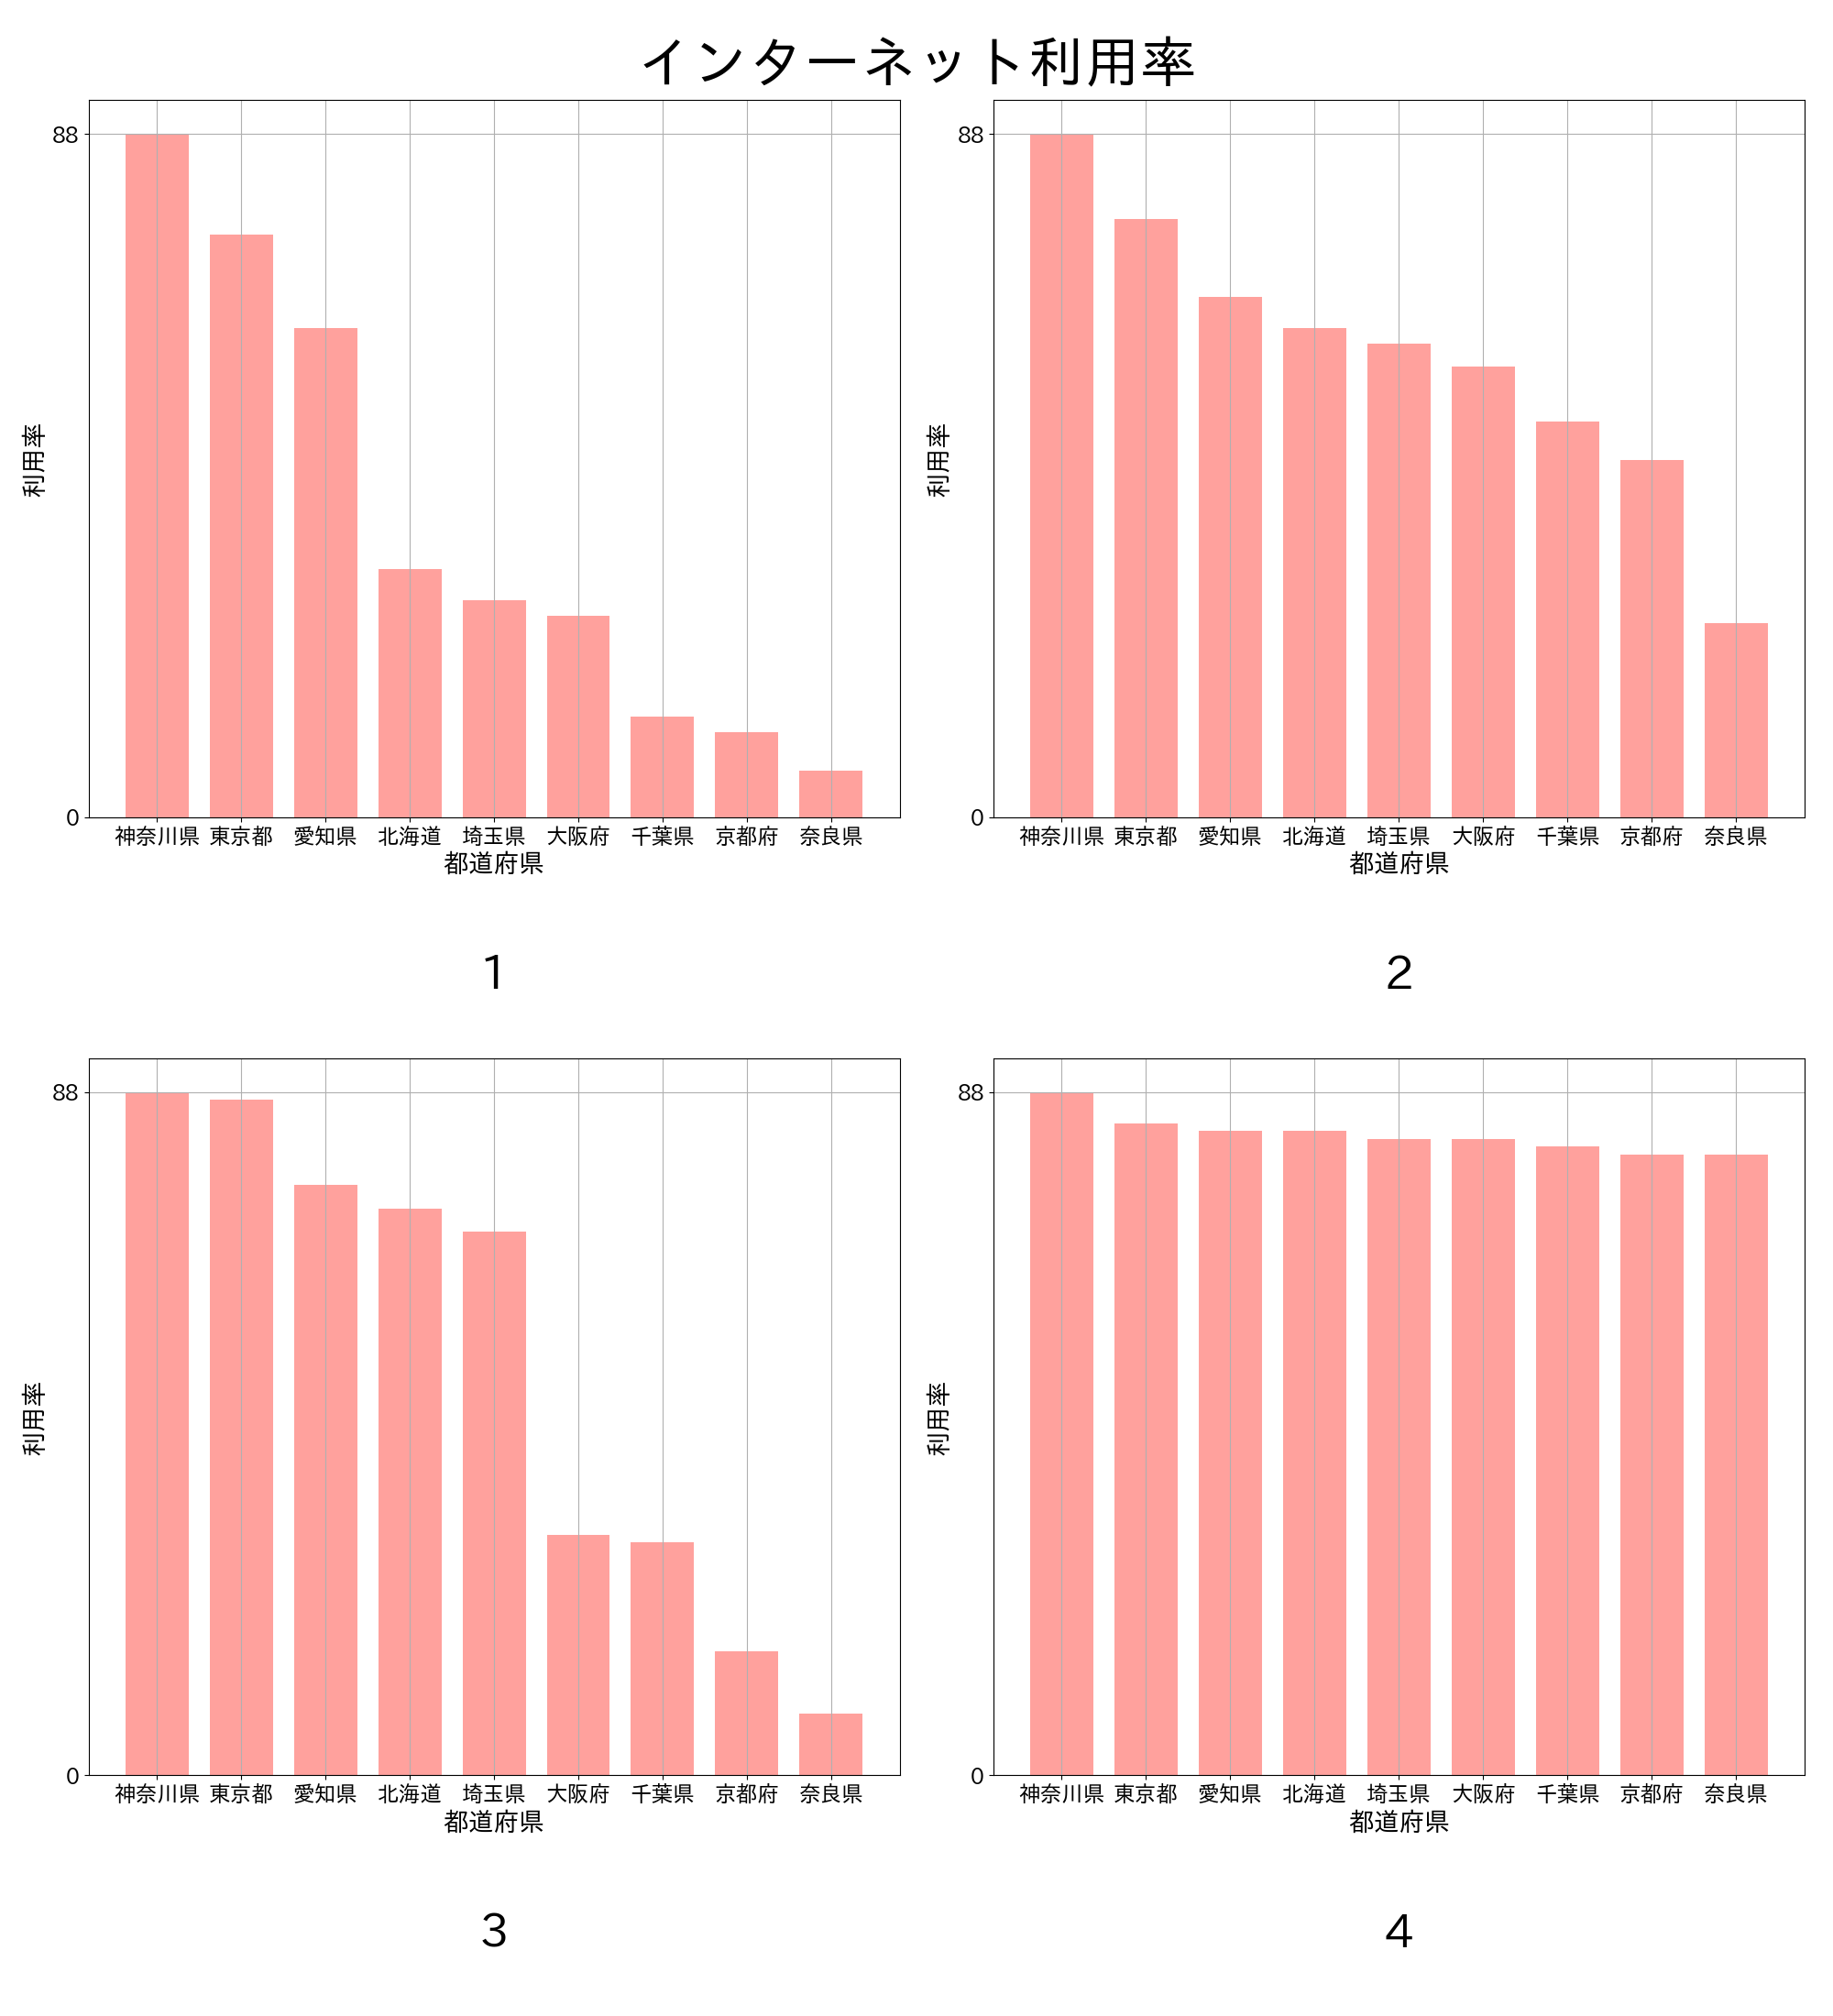 インターネット利用率
88
0
利用率
神奈川県 東京都 愛知県 北海道 埼玉県 大阪府 千葉県 京都府 奈良県
都道府県
1
88
0
利用率
神奈川県 東京都 愛知県 北海道 埼玉県 大阪府 千葉県 京都府 奈良県
都道府県
2
88
0
利用率
神奈川県 東京都 愛知県 北海道 埼玉県 大阪府 千葉県 京都府 奈良県
都道府県
3
88
0
利用率
神奈川県 東京都 愛知県 北海道 埼玉県 大阪府 千葉県 京都府 奈良県
都道府県
4